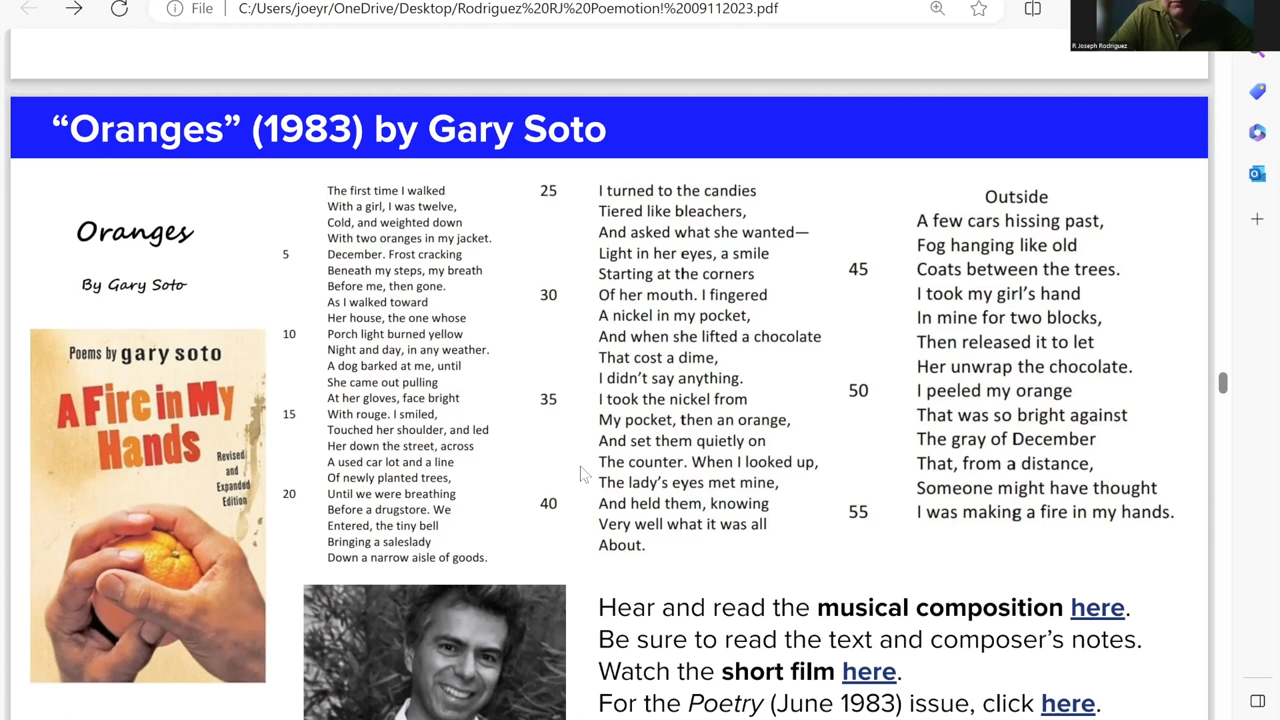 File
C:/Users/joeyr/OneDrive/Desktop/Rodriguez%20RJ%20Poemotion!%2009112023.pdf
R Joseph Rodriguez
“Oranges” (1983) by Gary Soto
Oranges
By Gary Soto
Poems by gary soto
A Fire in My
Hands
Revised
and
Expanded
Edition
The first time I walked
With a girl, I was twelve,
Cold, and weighted down
With two oranges in my jacket.
5 December. Frost cracking
Beneath my steps, my breath
Before me, then gone.
As I walked toward
Her house, the one whose
10 Porch light burned yellow
Night and day, in any weather.
A dog barked at me, until
She came out pulling
At her gloves, face bright
15 With rouge. I smiled,
Touched her shoulder, and led
Her down the street, across
A used car lot and a line
Of newly planted trees,
20 Until we were breathing
Before a drugstore. We
Entered, the tiny bell
Bringing a saleslady
Down a narrow aisle of goods.
25 I turned to the candies
Tiered like bleachers,
And asked what she wanted—
Light in her eyes, a smile
Starting at the corners
30 Of her mouth. I fingered
A nickel in my pocket,
And when she lifted a chocolate
That cost a dime,
I didn’t say anything.
35 I took the nickel from
My pocket, then an orange,
And set them quietly on
The counter. When I looked up,
The lady’s eyes met mine,
40 And held them, knowing
Very well what it was all
About.
Outside
A few cars hissing past,
Fog hanging like old
45 Coats between the trees.
I took my girl’s hand
In mine for two blocks,
Then released it to let
Her unwrap the chocolate.
50 I peeled my orange
That was so bright against
The gray of December
That, from a distance,
Someone might have thought
55 I was making a fire in my hands.
Hear and read the musical composition here.
Be sure to read the text and composer’s notes.
Watch the short film here.
For the Poetry (June 1983) issue, click here.